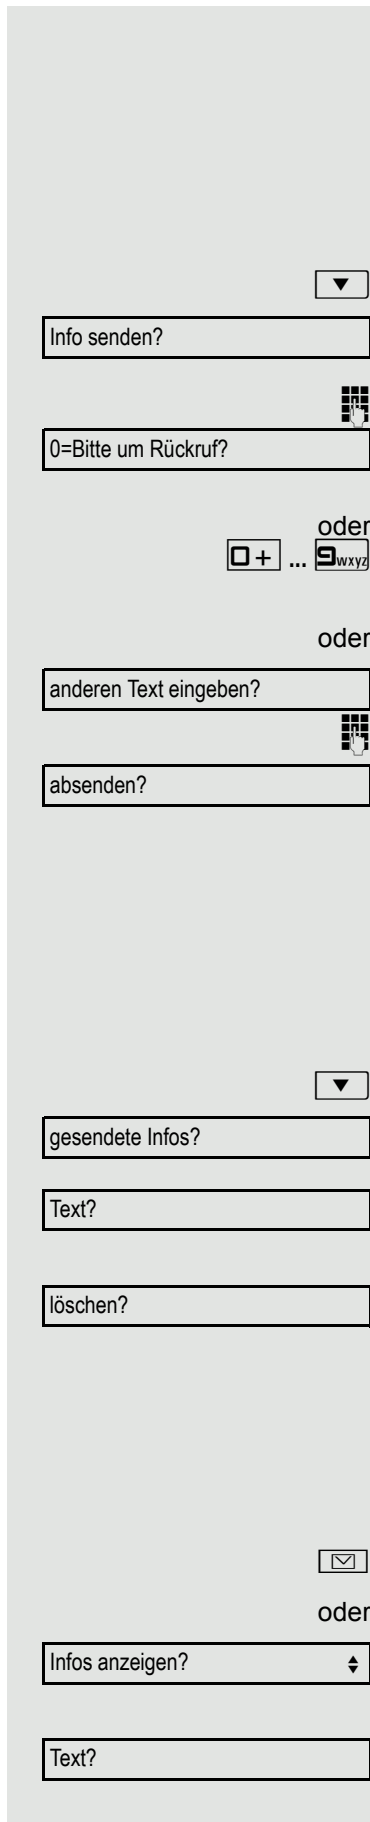 Info senden?
0=Bitte um Rückruf?
oder
0 + ... 9wxyz
oder
anderen Text eingeben?
absenden?
gesendete Infos?
Text?
löschen?
oder
Infos anzeigen?
Text?